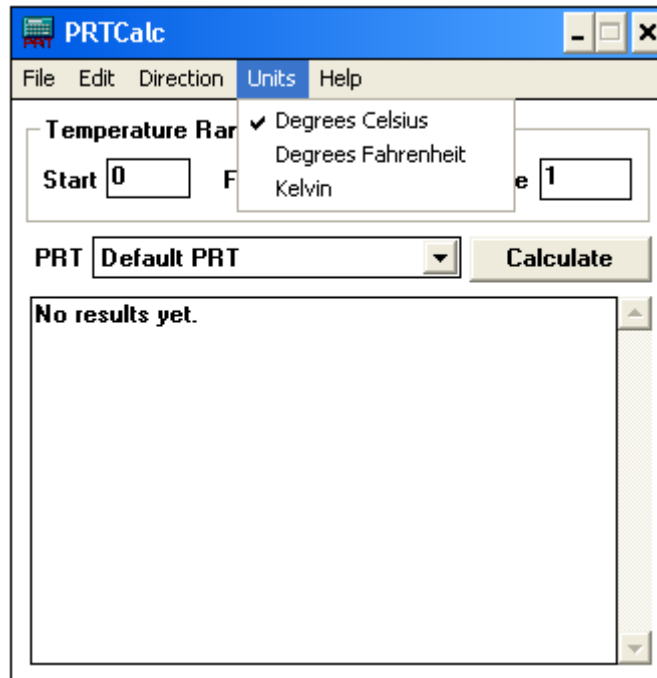 PRT
PRTCalc
File Edit Direction Units Help
Temperature Rar
Degrees Celsius
Degrees Fahrenheit
Kelvin
Start 0 F e 1
PRT Default PRT Calculate
No results yet.